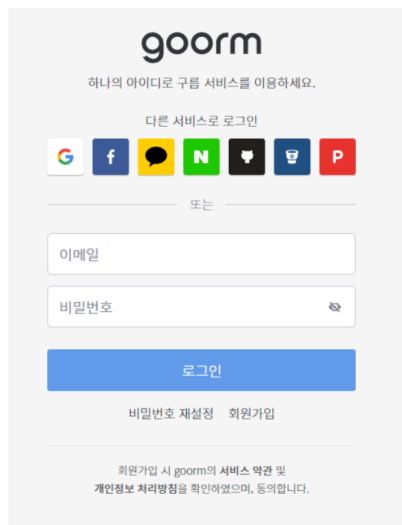 goorm
하나의 아이디로 구름 서비스를 이용하세요.
다른 서비스로 로그인
G f N P
또는
이메일
비밀번호
로그인
비밀번호 재설정 회원가입
회원가입 시 goorm의 서비스 약관 및
개인정보 처리방침을 확인하였으며, 동의합니다.